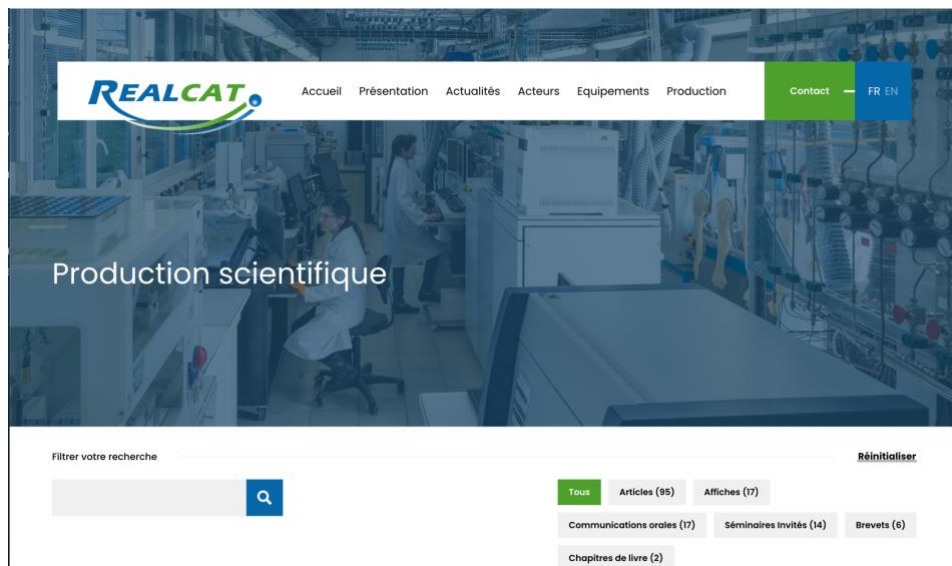 REALCAT
Accueil Présentation Actualités Acteurs Equipements Production Contact FR EN
Production scientifique
Filtrer votre recherche Réinitialiser
Tous Articles (95) Affiches (17)
Communications orales (17) Séminaires Invités (14) Brevets (6)
Chapitres de livre (2)